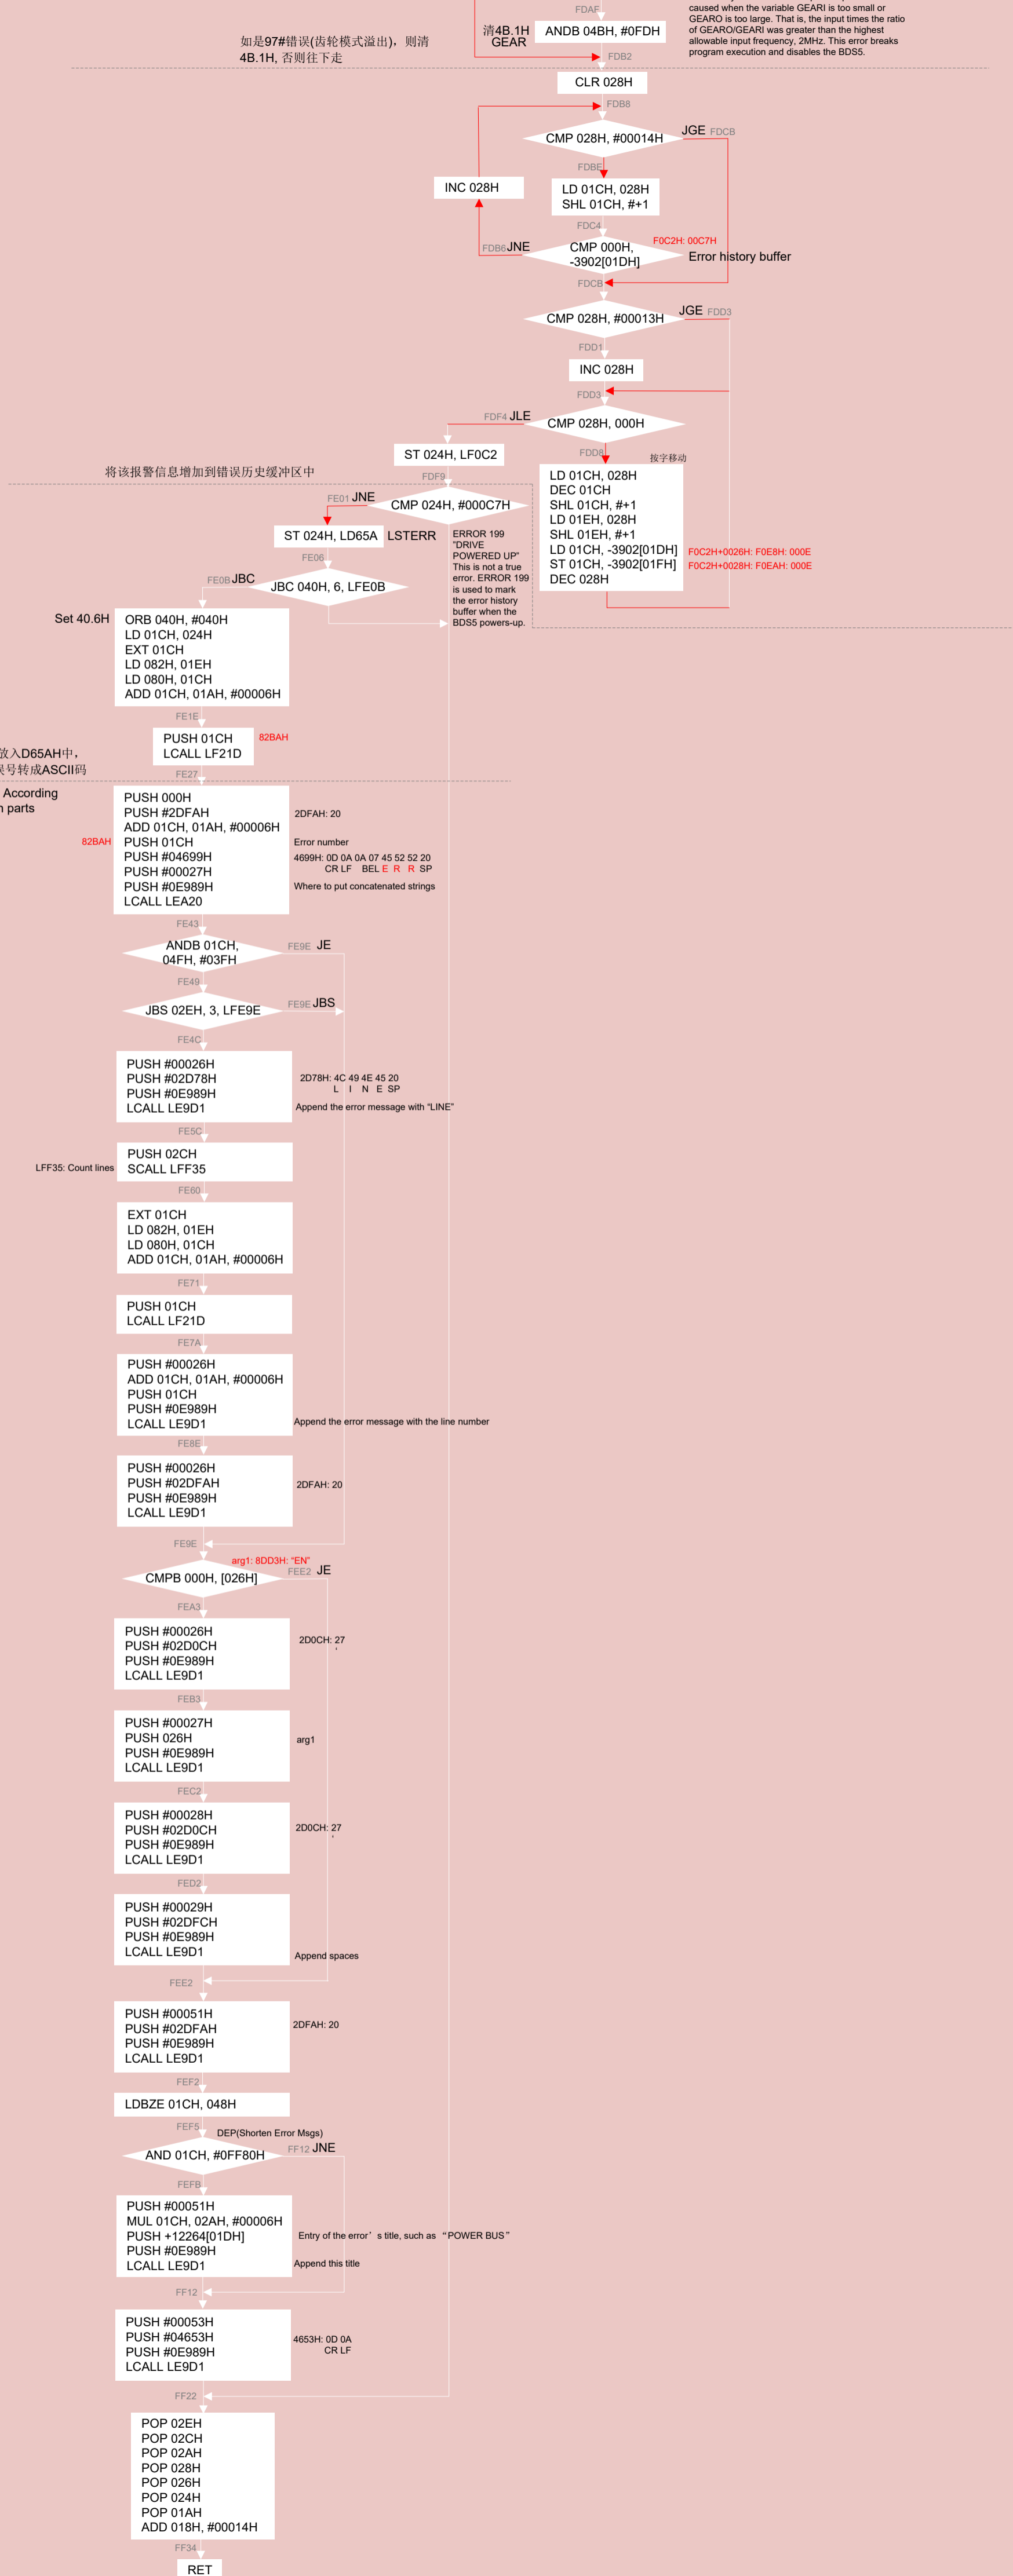 caused when the variable GEARI is too small or
GEARO is too large. That is, the input times the ratio
of GEARO/GEARI was greater than the highest
allowable input frequency, 2MHz. This error breaks
program execution and disables the BDS5.
FDAF
清4B.1H
GEAR
ANDB 04BH, #0FDH
如是97#错误(齿轮模式溢出)，则清
4B.1H, 否则往下走
FDB2
CLR 028H
FDB8
CMP 028H, #00014H
JGE FDCB
FDBE
INC 028H
LD 01CH, 028H
SHL 01CH, #+1
FDC4
FDB6 JNE
CMP 000H,
-3902[01DH]
F0C2H: 00C7H
Error history buffer
FDCB
CMP 028H, #00013H
JGE FDD3
FDD1
INC 028H
FDD3
FDF4 JLE
CMP 028H, 000H
ST 024H, LF0C2
FDD8
按字移动
将该报警信息增加到错误历史缓冲区中
FDF9
LD 01CH, 028H
DEC 01CH
SHL 01CH, #+1
LD 01EH, 028H
SHL 01EH, #+1
LD 01CH, -3902[01DH]
ST 01CH, -3902[01FH]
DEC 028H
F0C2H+0026H: F0E8H: 000E
F0C2H+0028H: F0EAH: 000E
FE01 JNE
CMP 024H, #000C7H
ST 024H, LD65A
LSTERR
ERROR 199
"DRIVE
POWERED UP"
This is not a true
error. ERROR 199
is used to mark
the error history
buffer when the
BDS5 powers-up.
FE06
FE0B JBC
JBC 040H, 6, LFE0B
Set 40.6H
ORB 040H, #040H
LD 01CH, 024H
EXT 01CH
LD 082H, 01EH
LD 080H, 01CH
ADD 01CH, 01AH, #00006H
FE1E
PUSH 01CH
LCALL LF21D
82BAH
放入D65AH中，
误号转成ASCII码
FE27
According
n parts
PUSH 000H
PUSH #2DFAH
ADD 01CH, 01AH, #00006H
PUSH 01CH
PUSH #04699H
PUSH #00027H
PUSH #0E989H
LCALL LEA20
2DFAH: 20
82BAH
Error number
4699H: 0D 0A 0A 07 45 52 52 20
CR LF BEL E R R SP
Where to put concatenated strings
FE43
ANDB 01CH,
04FH, #03FH
FE9E JE
FE49
JBS 02EH, 3, LFE9E
FE9E JBS
FE4C
PUSH #00026H
PUSH #02D78H
PUSH #0E989H
LCALL LE9D1
2D78H: 4C 49 4E 45 20
L I N E SP
Append the error message with “LINE”
FE5C
LFF35: Count lines
PUSH 02CH
SCALL LFF35
FE60
EXT 01CH
LD 082H, 01EH
LD 080H, 01CH
ADD 01CH, 01AH, #00006H
FE71
PUSH 01CH
LCALL LF21D
FE7A
PUSH #00026H
ADD 01CH, 01AH, #00006H
PUSH 01CH
PUSH #0E989H
LCALL LE9D1
Append the error message with the line number
FE8E
PUSH #00026H
PUSH #02DFAH
PUSH #0E989H
LCALL LE9D1
2DFAH: 20
FE9E
arg1: 8DD3H: “EN”
CMPB 000H, [026H]
FEE2 JE
FEA3
PUSH #00026H
PUSH #02D0CH
PUSH #0E989H
LCALL LE9D1
2D0CH: 27
'
FEB3
PUSH #00027H
PUSH 026H
PUSH #0E989H
LCALL LE9D1
arg1
FEC2
PUSH #00028H
PUSH #02D0CH
PUSH #0E989H
LCALL LE9D1
2D0CH: 27
'
FED2
PUSH #00029H
PUSH #02DFCH
PUSH #0E989H
LCALL LE9D1
Append spaces
FEE2
PUSH #00051H
PUSH #02DFAH
PUSH #0E989H
LCALL LE9D1
2DFAH: 20
FEF2
LDBZE 01CH, 048H
FEF5
DEP(Shorten Error Msgs)
AND 01CH, #0FF80H
FF12 JNE
FEFB
PUSH #00051H
MUL 01CH, 02AH, #00006H
PUSH +12264[01DH]
PUSH #0E989H
LCALL LE9D1
Entry of the error’s title, such as “POWER BUS”
Append this title
FF12
PUSH #00053H
PUSH #04653H
PUSH #0E989H
LCALL LE9D1
4653H: 0D 0A
CR LF
FF22
POP 02EH
POP 02CH
POP 02AH
POP 028H
POP 026H
POP 024H
POP 01AH
ADD 018H, #00014H
FF34
RET